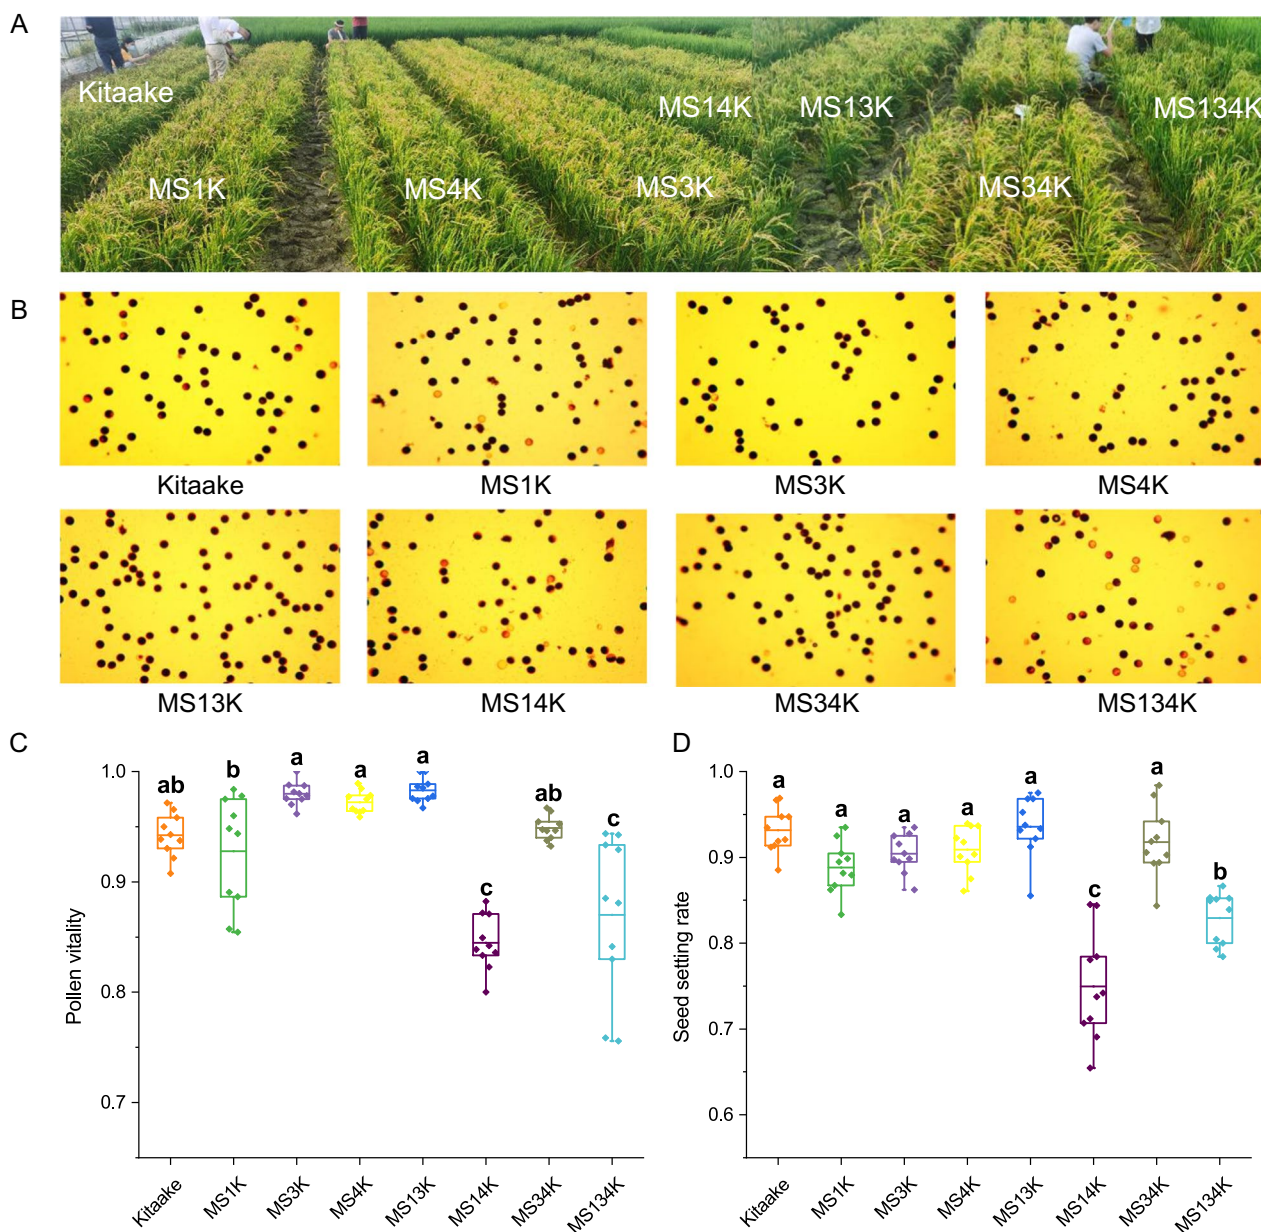 A
Kitaake
MS14K
MS13K
MS134K
MS1K
MS4K
MS3K
MS34K
B
Kitaake
MS1K
MS3K
MS4K
MS13K
MS14K
MS34K
MS134K
C
1.0
0.9
0.8
0.7
Pollen vitality
ab
b
a
a
a
c
ab
c
Kitaake
MS1K
MS3K
MS4K
MS13K
MS14K
MS34K
MS134K
D
1.0
0.9
0.8
0.7
0.6
Seed setting rate
a
a
a
a
a
c
a
b
Kitaake
MS1K
MS3K
MS4K
MS13K
MS14K
MS34K
MS134K